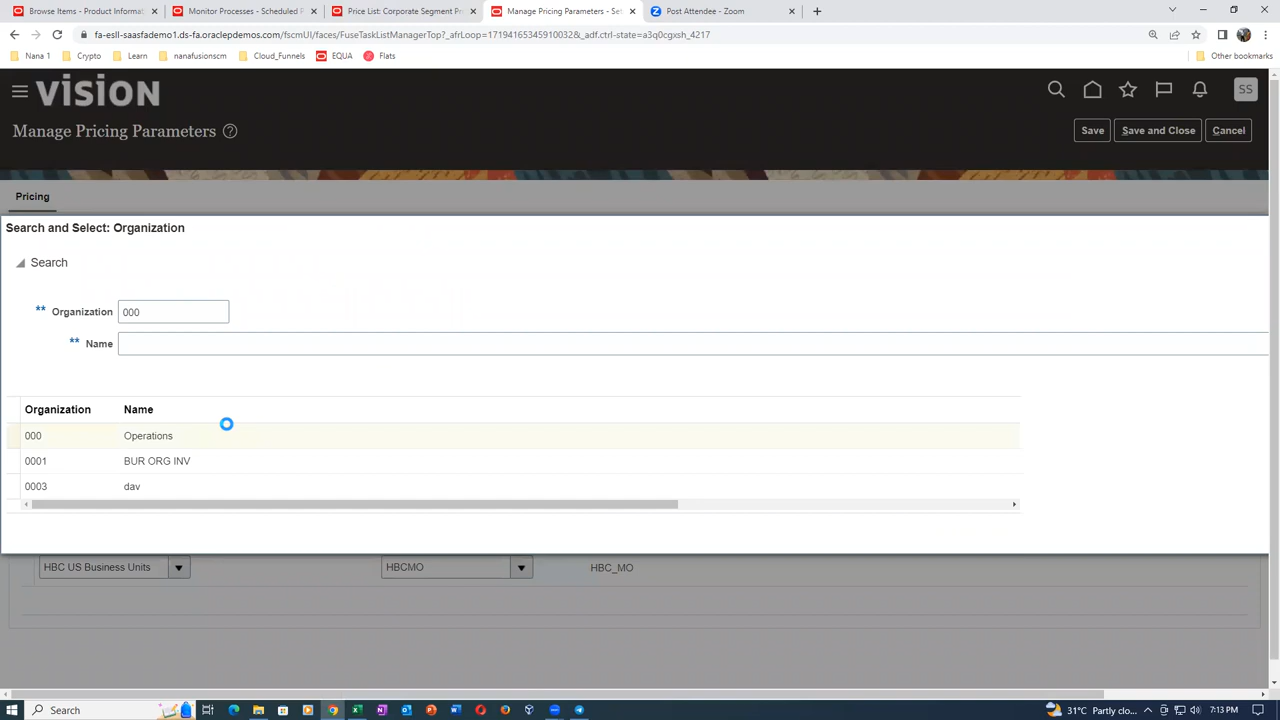 Browse Items - Product Informat
Monitor Processes - Scheduled P
Price List: Corporate Segment Pr
Manage Pricing Parameters - Set
Post Attendee - Zoom
fa-esll-saasfademo1.ds-fa.oraclepdemos.com/fscmUI/faces/FuseTaskListManagerTop?_afrLoop=17194165341221&_adf.ctrl-state=a3q0cgxsh_4217
Nana 1
Crypto
Learn
nanafusionscm
Cloud_Funnels
EQUA
Flats
Other bookmarks
VISION
SS
Manage Pricing Parameters ?
Save
Save and Close
Cancel
Pricing
Search and Select: Organization
Search
** Organization 000
** Name
Organization Name
000 Operations
0001 BUR ORG INV
0003 dav
HBC US Business Units HBCMO HBC_MO
Search
31°C Partly clo...
7:13 PM